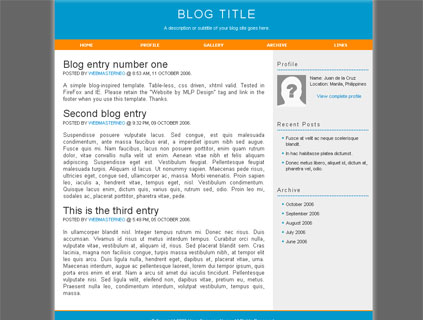 BLOG TITLE
A description or subtitle of your blog site goes here.
HOME PROFILE GALLERY ARCHIVE LINKS
Blog entry number one
POSTED BY WEBMASTERNEO @ 9:53 AM, 11 OCTOBER 2006.
A simple blog-inspired template. Table-less, css driven, xhtml valid. Tested in
FireFox and IE. Please retain the "Website by MLP Design" tag and link in the
footer when you use this template. Thanks.
Second blog entry
POSTED BY WEBMASTERNEO @ 9:32 PM, 08 OCTOBER 2006.
Suspendisse posuere vulputate lacus. Sed congue, est quis malesuada
condimentum, ante massa faucibus erat, a imperdiet ipsum nibh sed augue.
Fusce quis mi. Nam faucibus, lacus non posuere porttitor, enim quam rutrum
dolor, vitae convallis nulla velit ut enim. Aenean vitae nibh et felis aliquam
adipiscing. Suspendisse eget est. Vestibulum feugiat. Pellentesque feugiat
malesuada turpis. Aliquam id lacus. Ut nonummy sapien. Maecenas pede risus,
ultricies eget, congue sed, ullamcorper ac, massa. Morbi venenatis. Proin sapien
leo, iaculis a, hendrerit vitae, tempus eget, nisl. Vestibulum condimentum.
Quisque lacus enim, dictum quis, varius quis, rutrum sed, odio. Proin leo mi,
sodales ac, placerat porttitor, pharetra vitae, pede.
This is the third entry
POSTED BY WEBMASTERNEO @ 5:48 PM, 05 OCTOBER 2006.
In ullamcorper blandit nisl. Integer tempus rutrum mi. Donec nec risus. Duis
accumsan. Vivamus id risus ut metus interdum tempus. Curabitur orci nulla,
vulputate vitae, vestibulum at, aliquam id, risus. Sed placerat blandit sem. Cras
lacinia, magna non facilisis congue, turpis massa vestibulum nibh, at tempor elit
leo quis arcu. Duis ligula nulla, hendrerit eget, dapibus et, placerat vitae, urna.
Maecenas interdum, augue ac pellentesque laoreet, lorem dui tempor ipsum, quis
porta eros enim et erat. Nam a arcu sit amet dui iaculis tincidunt. Pellentesque
vulputate nisi. Sed ligula velit, eleifend non, dapibus vitae, pretium eu, metus.
Praesent nulla leo, condimentum interdum, volutpat vestibulum, tempus quis,
massa.
Profile
Name: Juan de la Cruz
Location: Manila, Philippines
View complete profile
Recent Posts
Fusce at velit ac neque scelerisque
blandit.
In hac habitasse platea dictumst.
Donec metus libero, aliquet id, dictum at,
pharetra vel, odio.
Archive
October 2006
September 2006
August 2006
July 2006
June 2006